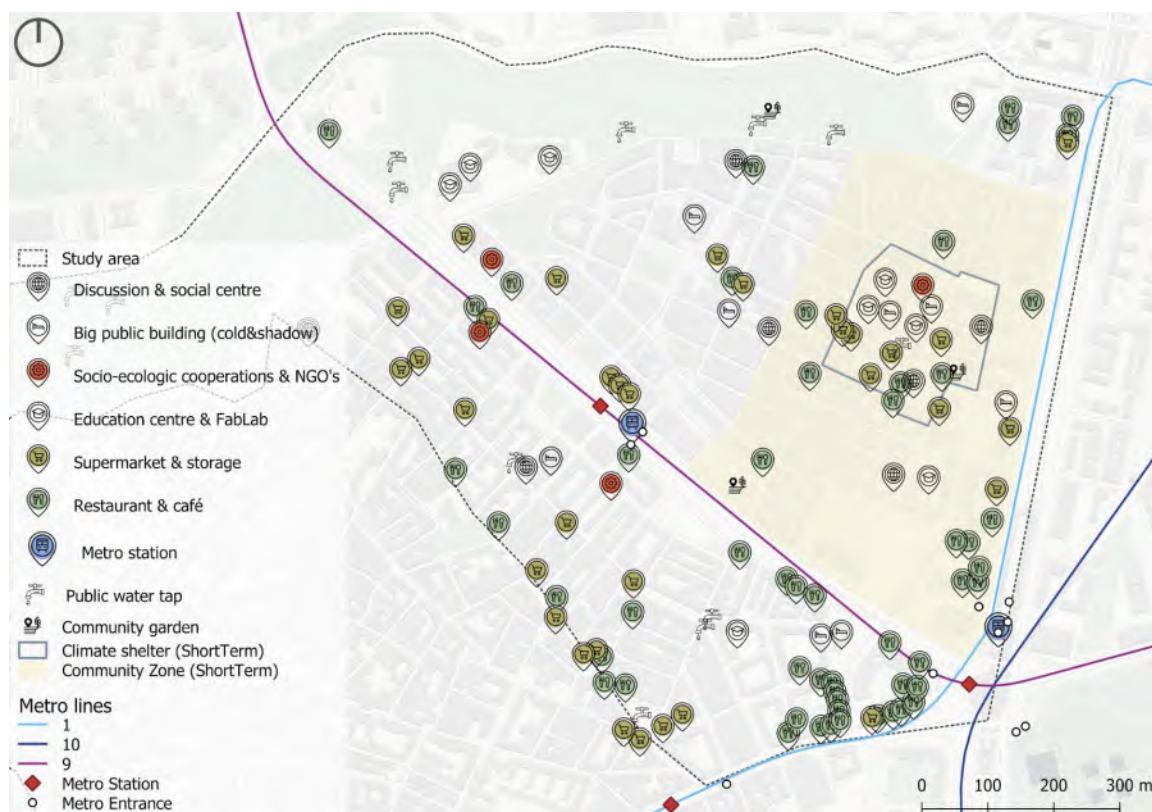 Study area
Discussion & social centre
Big public building (cold&shadow)
Socio-ecologic cooperations & NGO's
Education centre & FabLab
Supermarket & storage
Restaurant & café
Metro station
Public water tap
Community garden
Climate shelter (ShortTerm)
Community Zone (ShortTerm)
Metro lines
1
10
9
Metro Station
Metro Entrance
0 100 200 300 m